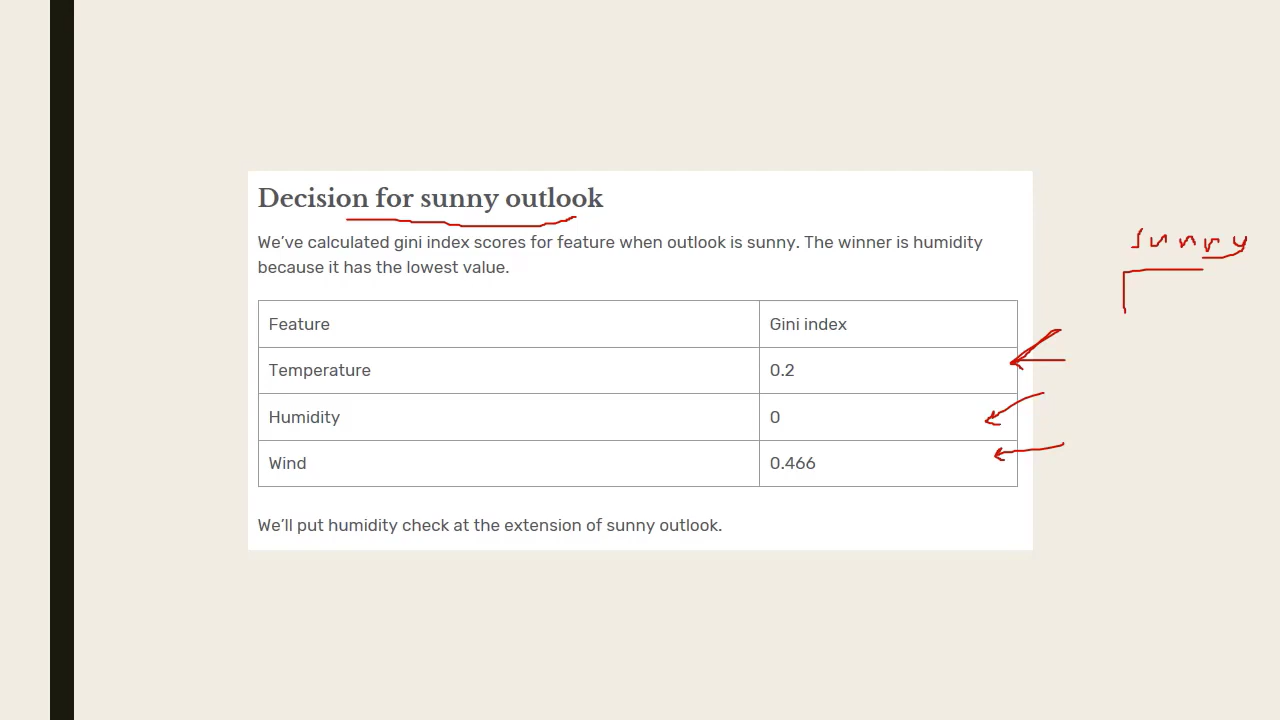 Decision for sunny outlook
We've calculated gini index scores for feature when outlook is sunny. The winner is humidity
because it has the lowest value.
sunny
Feature Gini index
Temperature 0.2
Humidity 0
Wind 0.466
We'll put humidity check at the extension of sunny outlook.